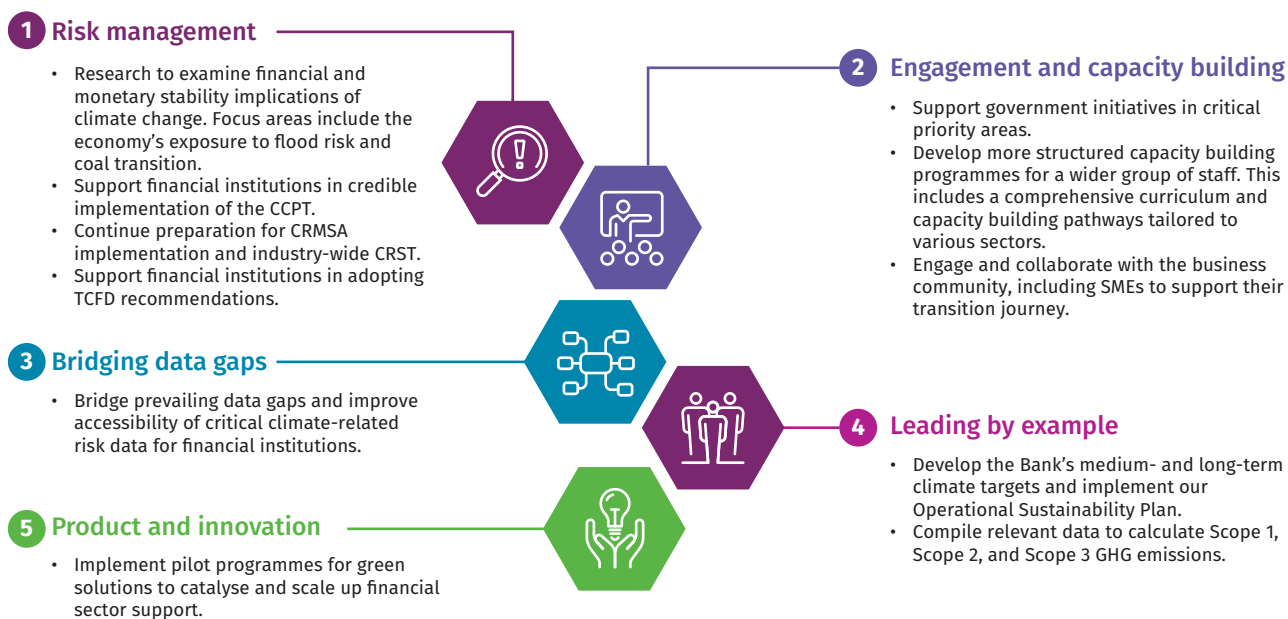 1 Risk management
• Research to examine financial and
monetary stability implications of
climate change. Focus areas include the
economy's exposure to flood risk and
coal transition.
• Support financial institutions in credible
implementation of the CCPT.
• Continue preparation for CRMSA
implementation and industry-wide CRST.
• Support financial institutions in adopting
TCFD recommendations.
2 Engagement and capacity building
• Support government initiatives in critical
priority areas.
• Develop more structured capacity building
programmes for a wider group of staff. This
includes a comprehensive curriculum and
capacity building pathways tailored to
various sectors.
• Engage and collaborate with the business
community, including SMEs to support their
transition journey.
3 Bridging data gaps
• Bridge prevailing data gaps and improve
accessibility of critical climate-related
risk data for financial institutions.
4 Leading by example
• Develop the Bank's medium- and long-term
climate targets and implement our
Operational Sustainability Plan.
• Compile relevant data to calculate Scope 1,
Scope 2, and Scope 3 GHG emissions.
5 Product and innovation
• Implement pilot programmes for green
solutions to catalyse and scale up financial
sector support.